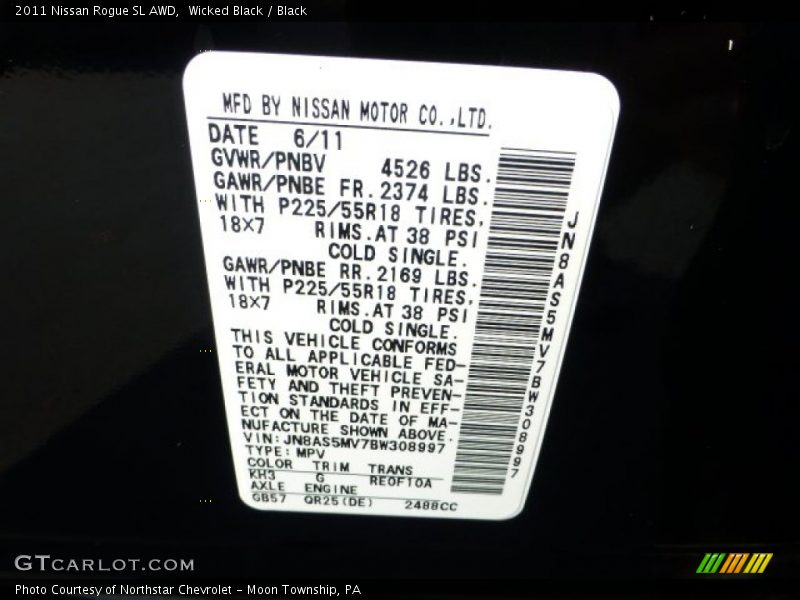 2011 Nissan Rogue SL AWD,  Wicked Black / Black
MFD BY NISSAN MOTOR CO.,LTD.
DATE 6/11
GVWR/PNBV 4526 LBS.
GAWR/PNBE FR.2374 LBS.
WITH P225/55R18 TIRES,
18X7 RIMS.AT 38 PSI
COLD SINGLE.
GAWR/PNBE RR.2169 LBS.
WITH P225/55R18 TIRES,
18X7 RIMS.AT 38 PSI
COLD SINGLE.
THIS VEHICLE CONFORMS
TO ALL APPLICABLE FED-
ERAL MOTOR VEHICLE SA-
FETY AND THEFT PREVEN-
TION STANDARDS IN EFF-
ECT ON THE DATE OF MA-
NUFACTURE SHOWN ABOVE.
VIN:JN8AS5MV7BW308997
TYPE:MPV
COLOR TRIM TRANS
KH3 G RE0F10A
AXLE ENGINE
GB57 QR25(DE) 2488CC
JN8AS5MV7BW308997
GTCARLOT.COM
Photo Courtesy of Northstar Chevrolet - Moon Township, PA